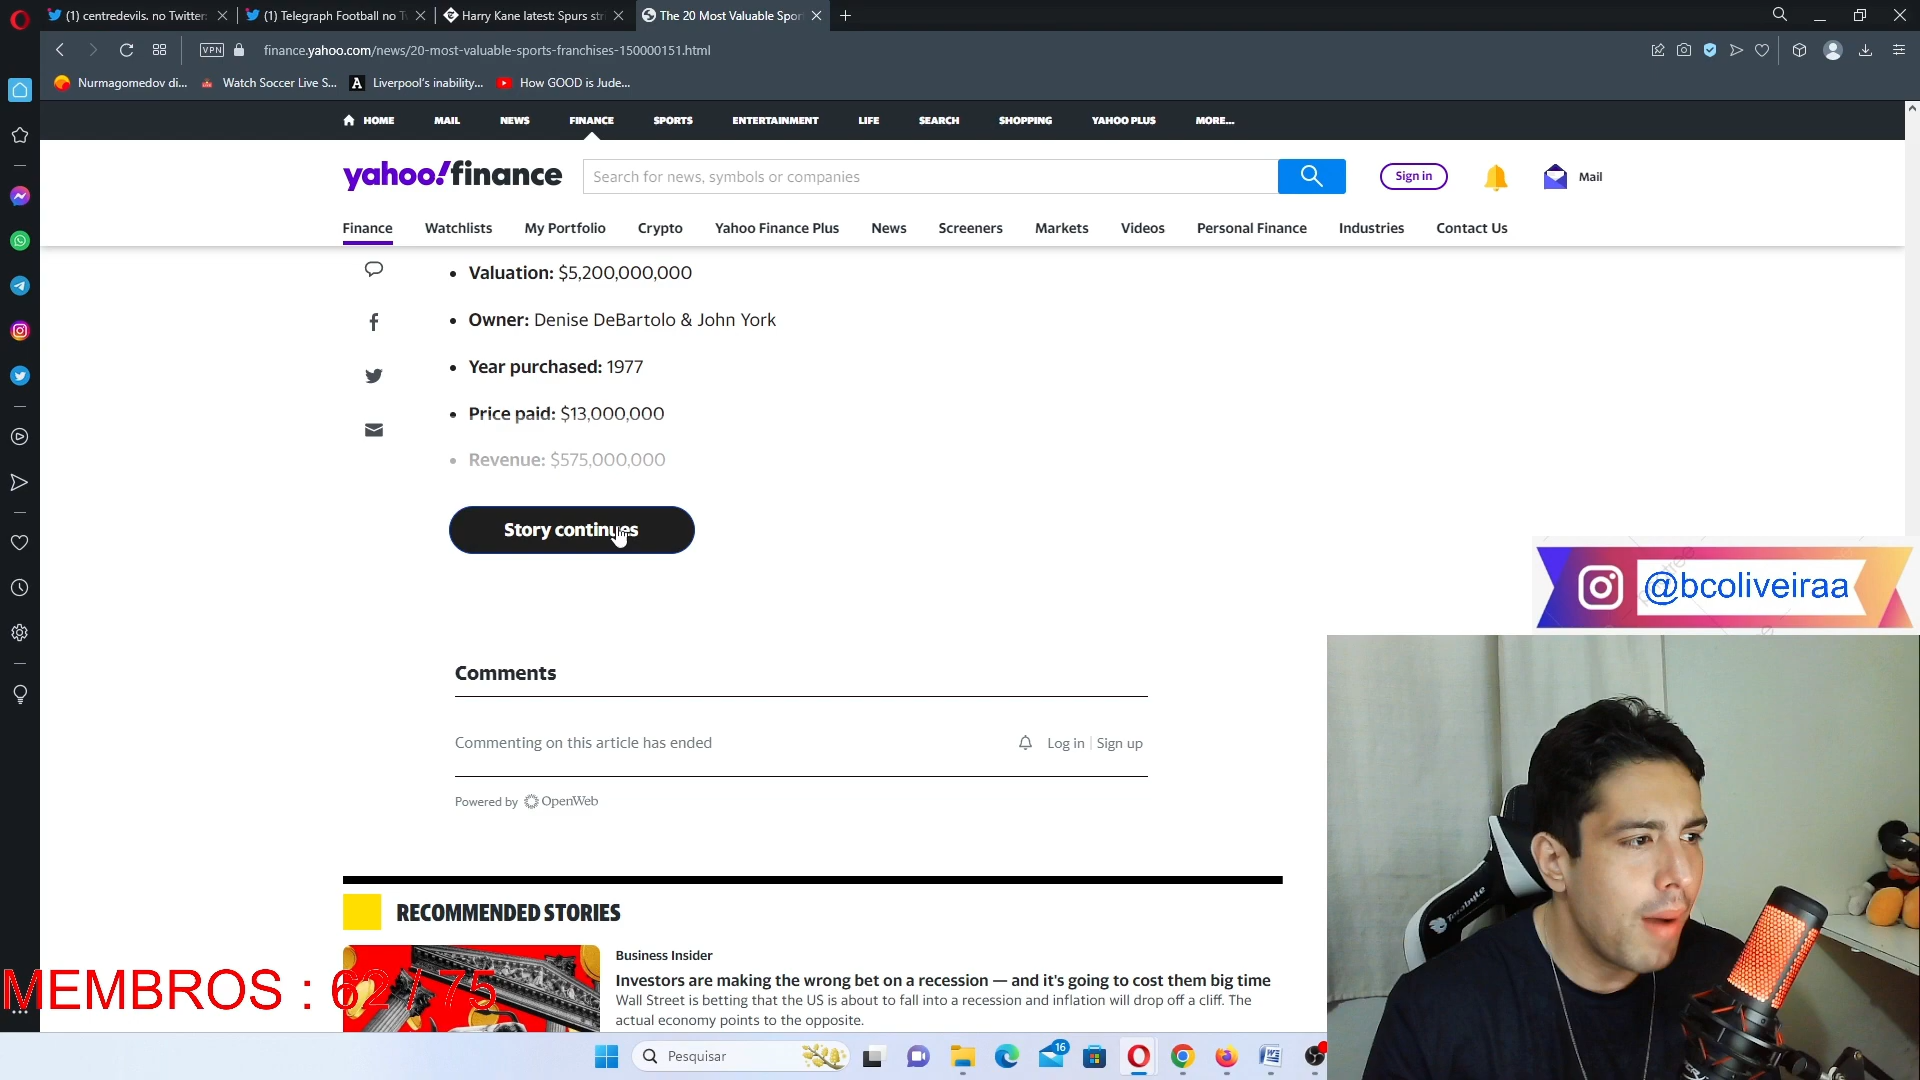 (1) centredevils. no Twitter:
(1) Telegraph Football no Tw
Harry Kane latest: Spurs str
The 20 Most Valuable Spor
VPN
finance.yahoo.com/news/20-most-valuable-sports-franchises-150000151.html
Nurmagomedov di...
Watch Soccer Live S...
A
Liverpool's inability...
How GOOD is Jude...
HOME
MAIL
NEWS
FINANCE
SPORTS
ENTERTAINMENT
LIFE
SEARCH
SHOPPING
YAHOO PLUS
MORE...
yahoo!finance
Search for news, symbols or companies
Sign in
Mail
Finance
Watchlists
My Portfolio
Crypto
Yahoo Finance Plus
News
Screeners
Markets
Videos
Personal Finance
Industries
Contact Us
• Valuation: $5,200,000,000
• Owner: Denise DeBartolo & John York
• Year purchased: 1977
• Price paid: $13,000,000
• Revenue: $575,000,000
Story continues
@bcoliveiraa
Comments
Commenting on this article has ended
Log in | Sign up
Powered by OpenWeb
RECOMMENDED STORIES
Business Insider
Investors are making the wrong bet on a recession — and it's going to cost them big time
Wall Street is betting that the US is about to fall into a recession and inflation will drop off a cliff. The
actual economy points to the opposite.
MEMBROS : 62 / 75
Terabyte
Pesquisar
16